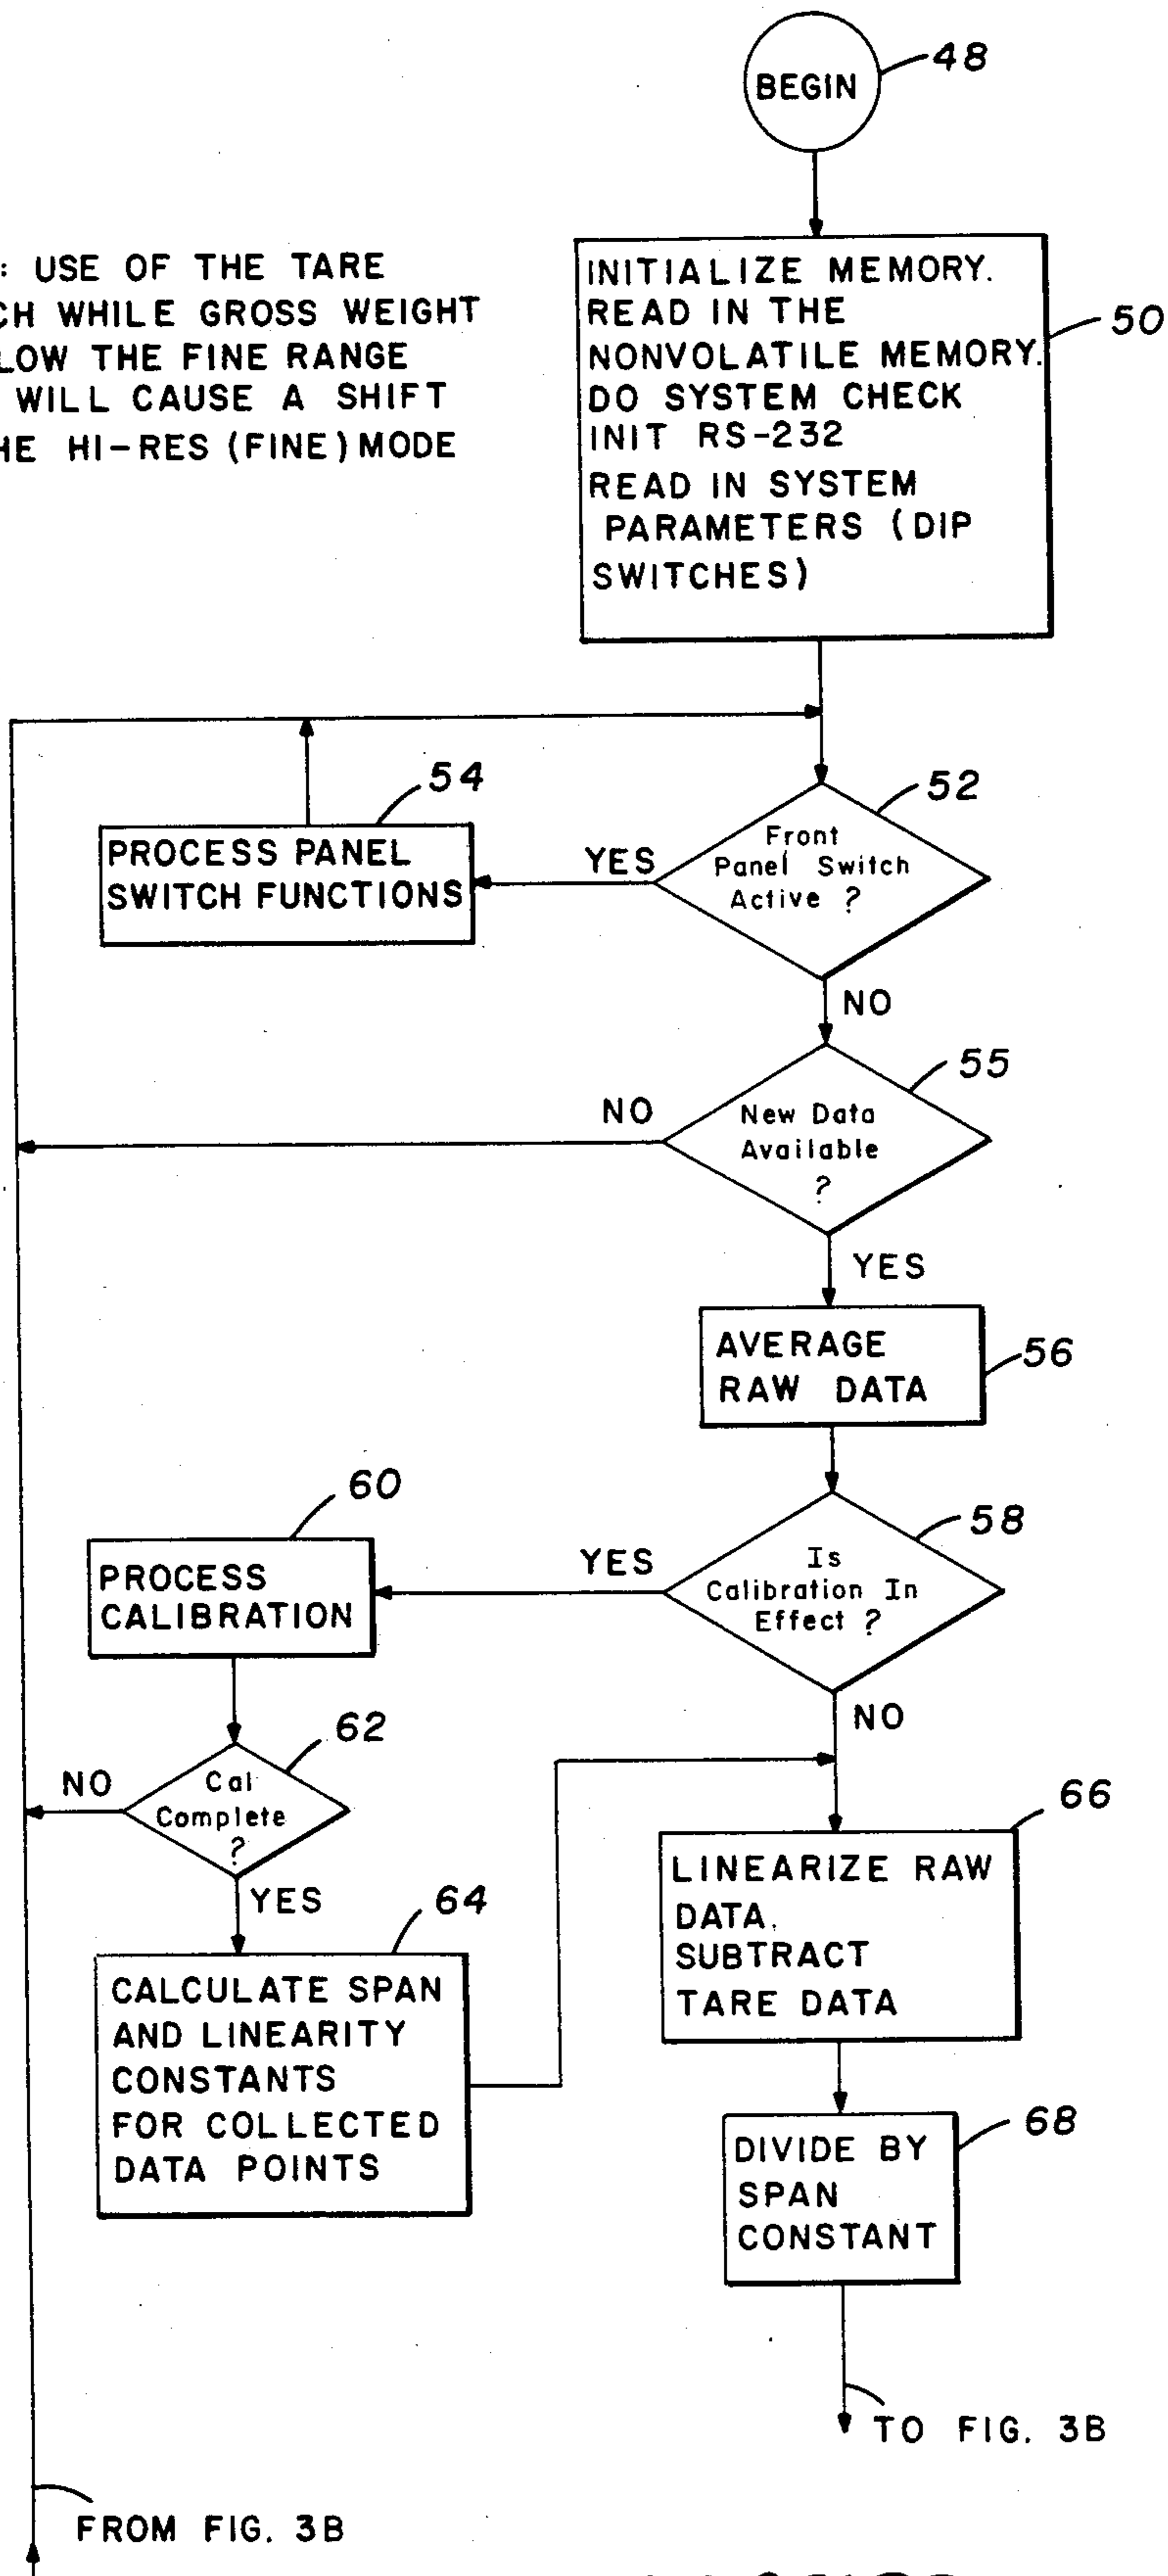 BEGIN
48
: USE OF THE TARE
CH WHILE GROSS WEIGHT
LOW THE FINE RANGE
WILL CAUSE A SHIFT
HE HI-RES (FINE) MODE
INITIALIZE MEMORY.
READ IN THE
NONVOLATILE MEMORY.
DO SYSTEM CHECK
INIT RS-232
READ IN SYSTEM
PARAMETERS (DIP
SWITCHES)
50
54
PROCESS PANEL
SWITCH FUNCTIONS
YES
52
Front
Panel Switch
Active ?
NO
55
NO
New Data
Available
?
YES
AVERAGE
RAW DATA
56
60
PROCESS
CALIBRATION
YES
58
Is
Calibration In
Effect ?
NO
62
NO
Cal
Complete
?
YES
64
CALCULATE SPAN
AND LINEARITY
CONSTANTS
FOR COLLECTED
DATA POINTS
66
LINEARIZE RAW
DATA.
SUBTRACT
TARE DATA
68
DIVIDE BY
SPAN
CONSTANT
TO FIG. 3B
FROM FIG. 3B